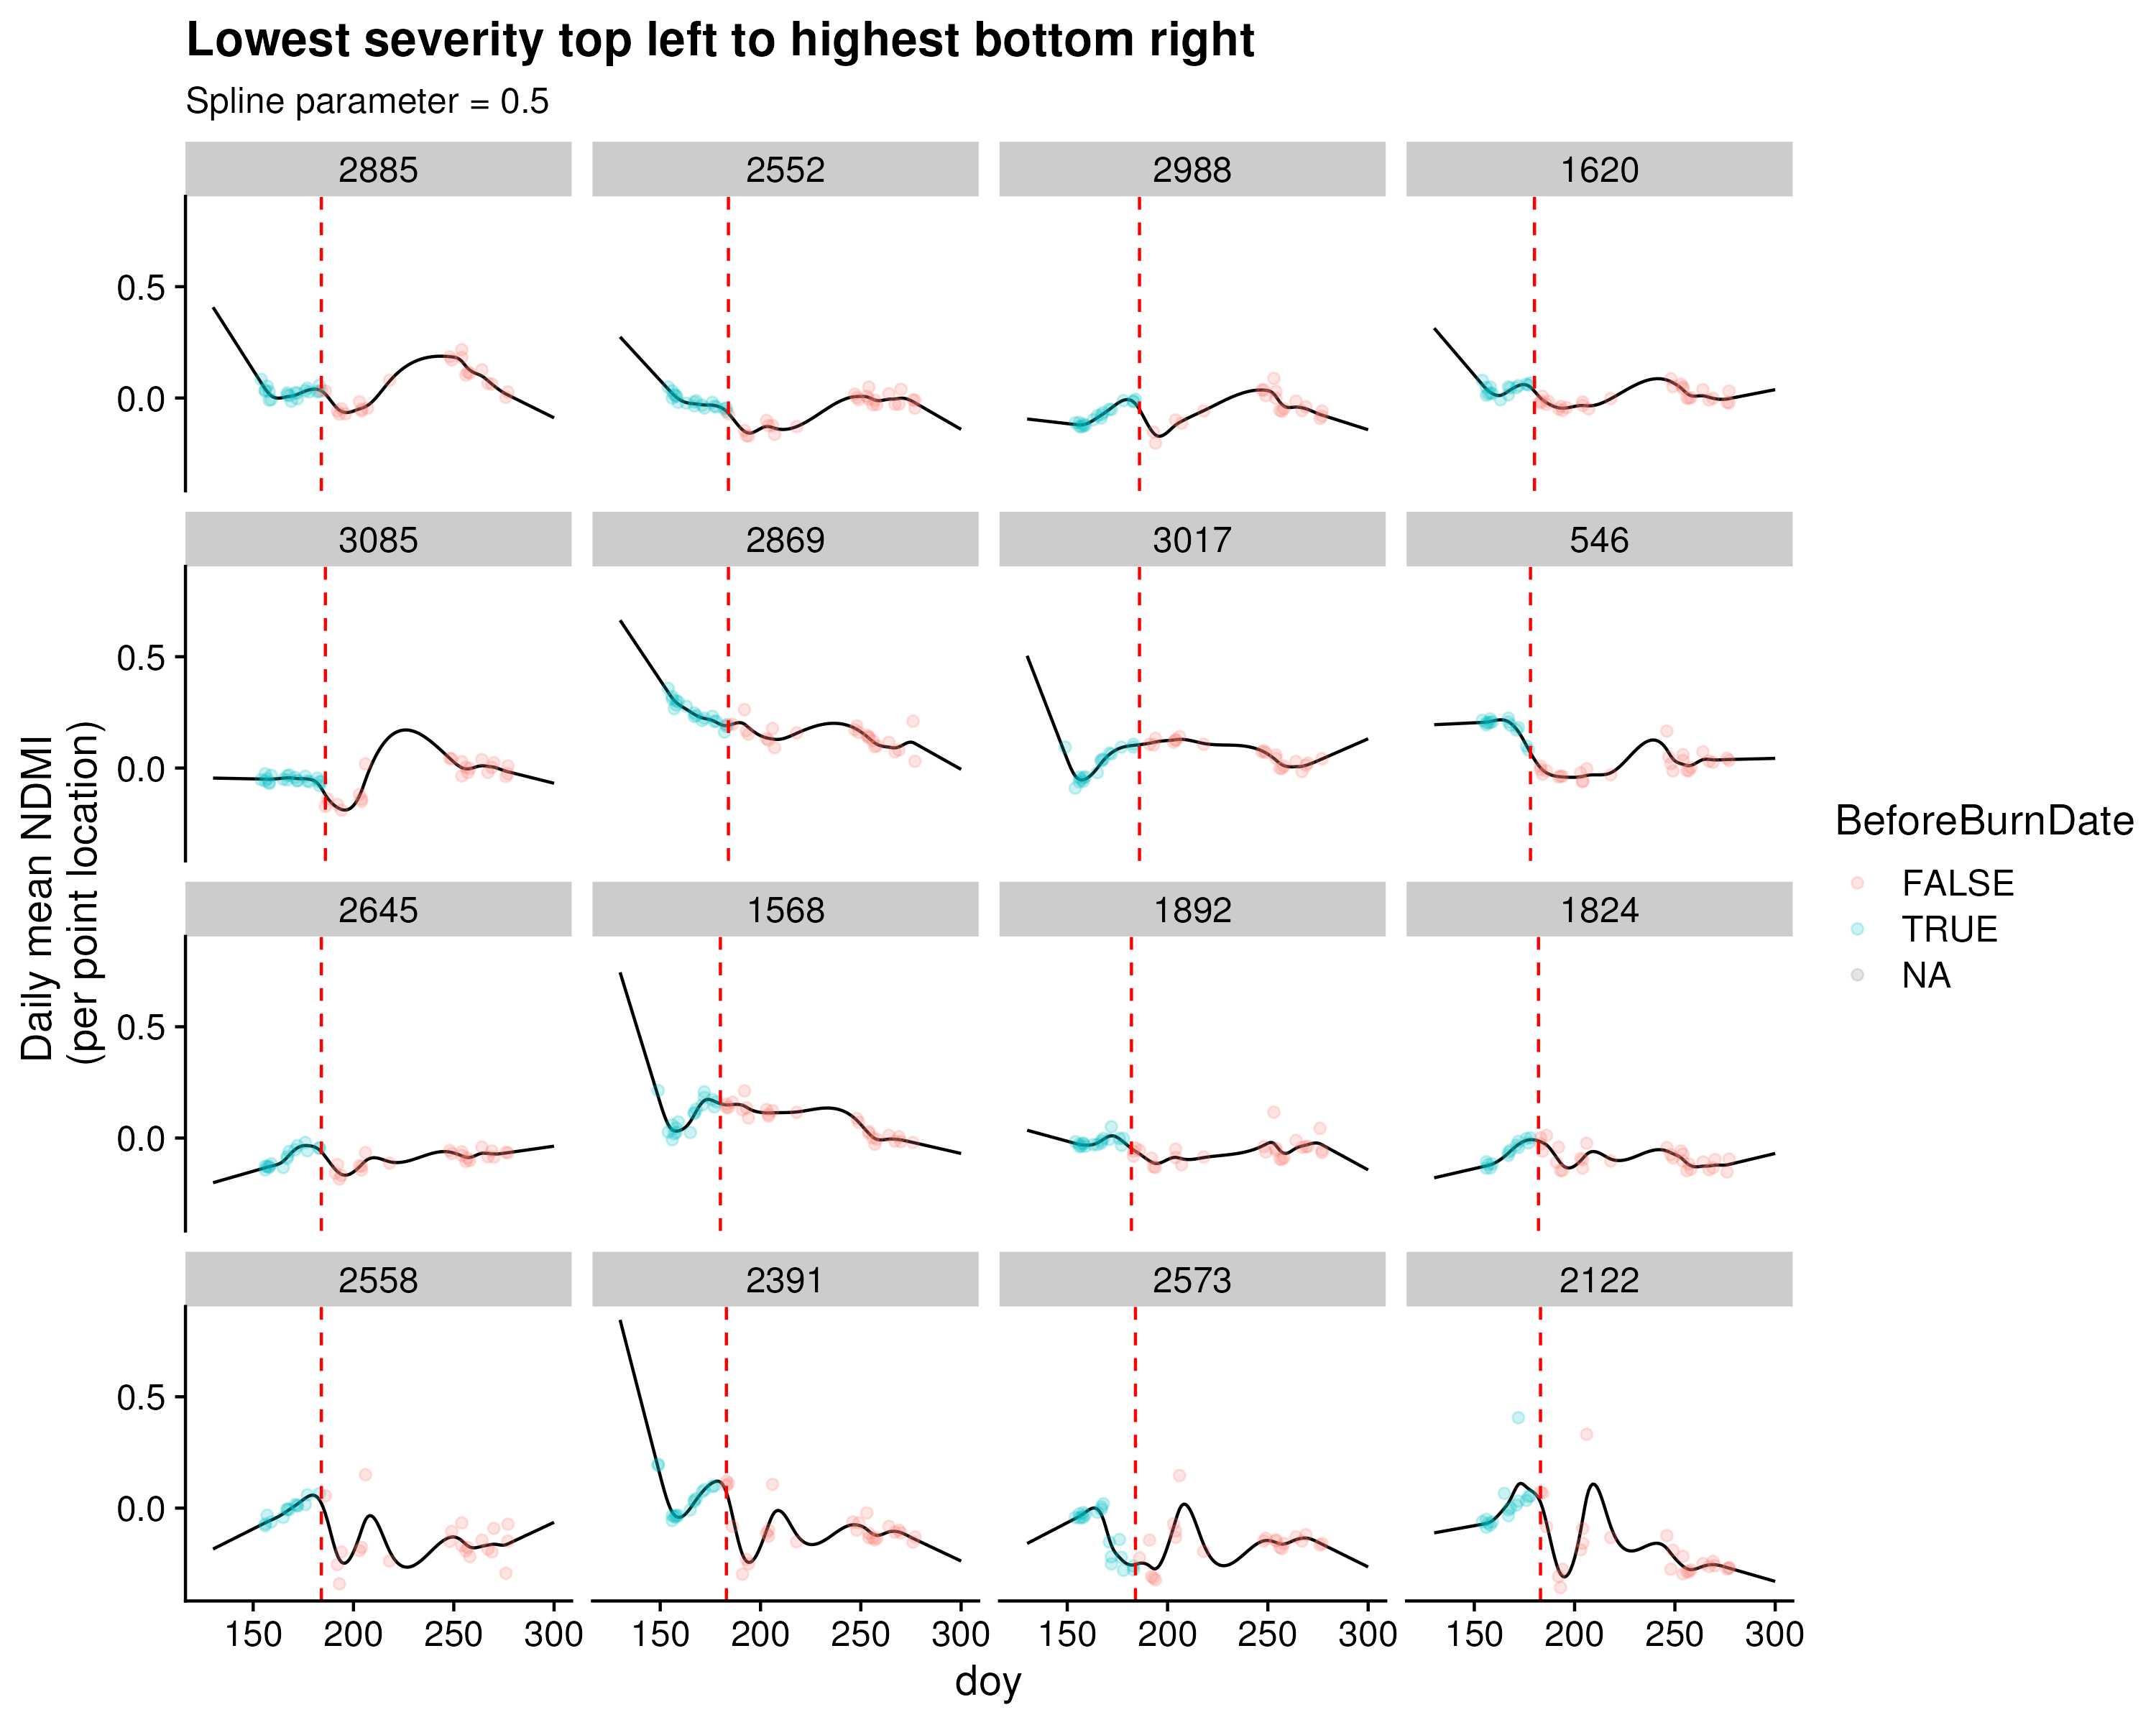 Lowest severity top left to highest bottom right
Spline parameter = 0.5
2885 2552 2988 1620
0.5
0.0
3085 2869 3017 546
0.5
0.0
2645 1568 1892 1824
0.5
0.0
2558 2391 2573 2122
0.5
0.0
150 200 250 300 150 200 250 300 150 200 250 300 150 200 250 300
doy
Daily mean NDMI
(per point location)
BeforeBurnDate
FALSE
TRUE
NA